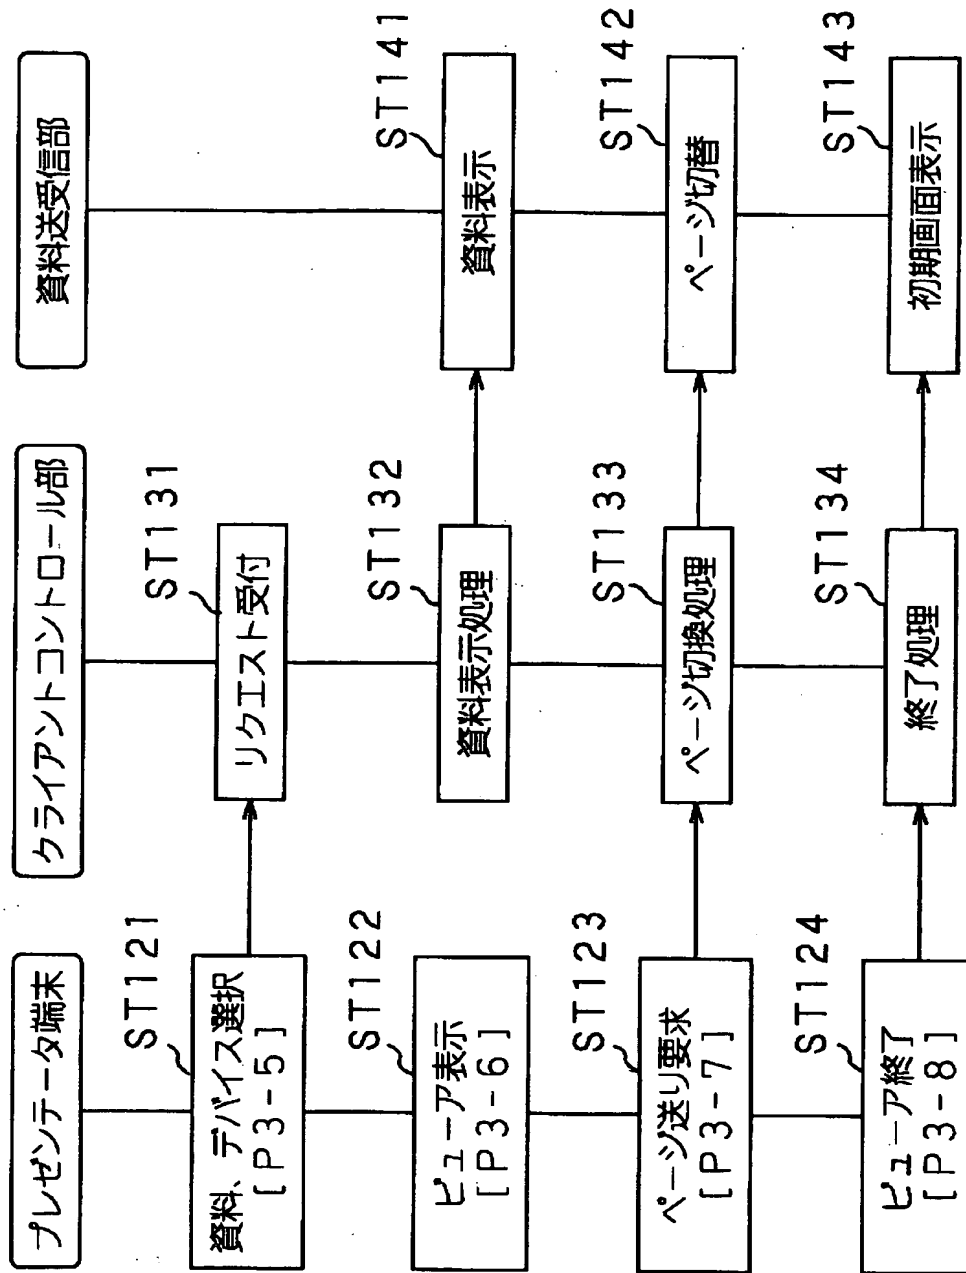 プレゼンテータ端末
ST121
資料、デバイス選択
[P3-5]
ST122
ビューア表示
[P3-6]
ST123
ページ送り要求
[P3-7]
ST124
ビューア終了
[P3-8]
クライアントコントロール部
ST131
リクエスト受付
ST132
資料表示処理
ST133
ページ切換処理
ST134
終了処理
資料送受信部
ST141
資料表示
ST142
ページ切替
ST143
初期画面表示